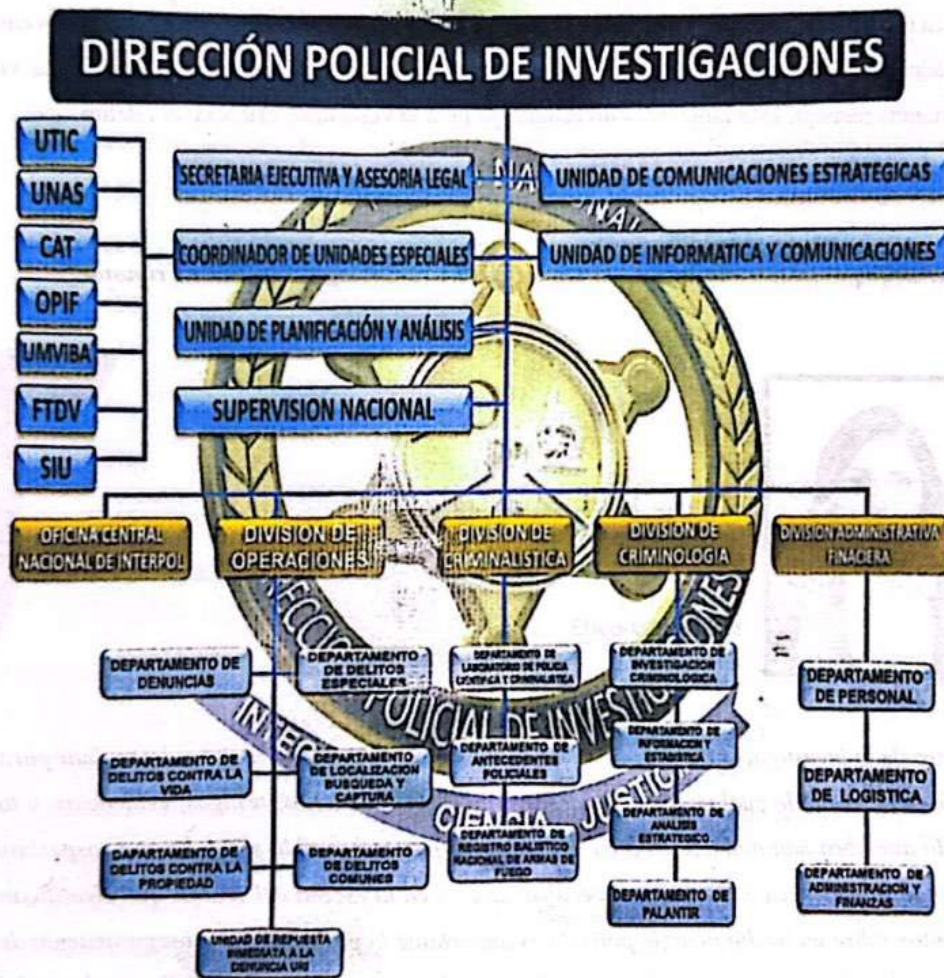 DIRECCIÓN POLICIAL DE INVESTIGACIONES
UTIC
UNAS
CAT
OPIF
UMVIBA
FTDV
SIU
SECRETARIA EJECUTIVA Y ASESORIA LEGAL
UNIDAD DE COMUNICACIONES ESTRATEGICAS
COORDINADOR DE UNIDADES ESPECIALES
UNIDAD DE INFORMATICA Y COMUNICACIONES
UNIDAD DE PLANIFICACIÓN Y ANÁLISIS
SUPERVISION NACIONAL
OFICINA CENTRAL
NACIONAL DE INTERPOL
DIVISION DE
OPERACIONES
DIVISION DE
CRIMINALISTICA
DIVISION DE
CRIMINOLOGIA
DIVISION ADMINISTRATIVA
FINACIERA
DEPARTAMENTO DE
DENUNCIAS
DEPARTAMENTO
DE DELITOS
ESPECIALES
DEPARTAMENTO DE
DELITOS CONTRA LA
VIDA
DEPARTAMENTO
DE LOCALIZACIÓN
BUSQUEDA Y
CAPTURA
DEPARTAMENTO DE
DELITOS CONTRA LA
PROPIEDAD
DEPARTAMENTO
DE DELITOS
COMUNES
UNIDAD DE REPUESTA
INMEDIATA A LA
DENUNCIA URI
DEPARTAMENTO DE
LABORATORIO DE POLICIA
CIENTIFICA Y CRIMINALISTICA
DEPARTAMENTO DE
ANTECEDENTES
POLICIALES
DEPARTAMENTO DE
REGISTRO BALISTICO
NACIONAL DE ARMAS DE
FUEGO
DEPARTAMENTO DE
INVESTIGACION
CRIMINOLOGICA
DEPARTAMENTO DE
INFORMACION Y
ESTADISTICA
DEPARTAMENTO DE
ANALISIS
ESTRATEGICO
DEPARTAMENTO DE
PALANTIR
DEPARTAMENTO
DE PERSONAL
DEPARTAMENTO
DE LOGISTICA
DEPARTAMENTO DE
ADMINISTRACION Y
FINANZAS
POLICIAL DE INVESTIGACIONES
CIENCIA